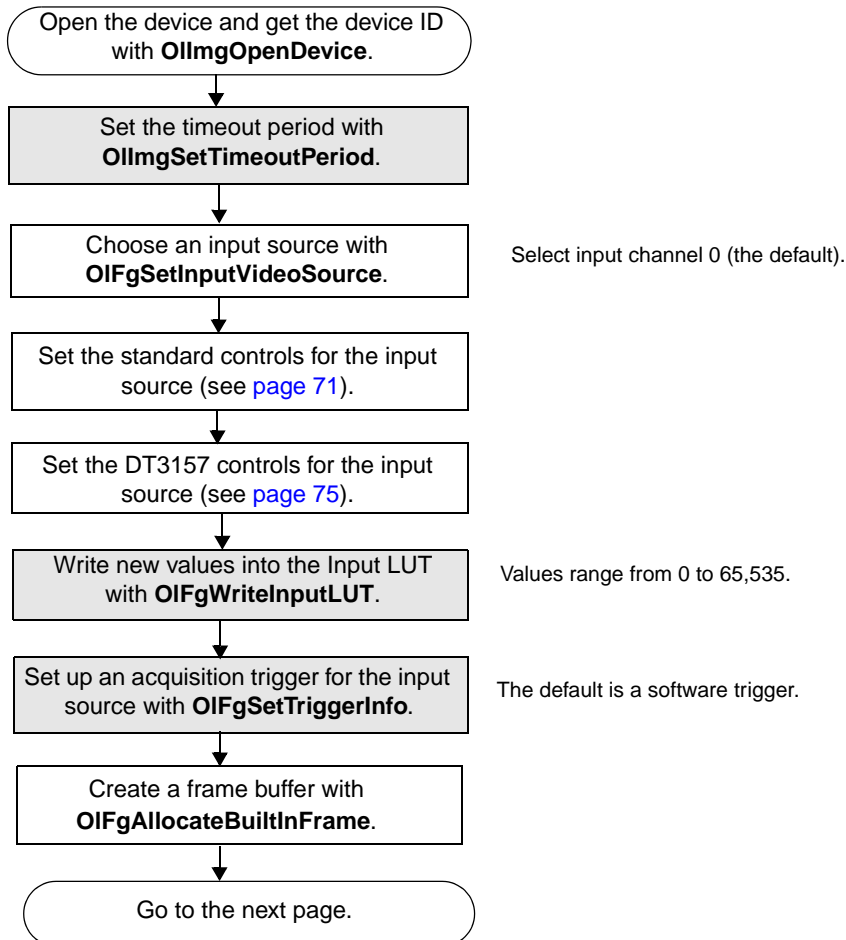 Open the device and get the device ID
with OlImgOpenDevice.
Set the timeout period with
OlImgSetTimeoutPeriod.
Choose an input source with
OlFgSetInputVideoSource.
Select input channel 0 (the default).
Set the standard controls for the input
source (see page 71).
Set the DT3157 controls for the input
source (see page 75).
Write new values into the Input LUT
with OlFgWriteInputLUT.
Values range from 0 to 65,535.
Set up an acquisition trigger for the input
source with OlFgSetTriggerInfo.
The default is a software trigger.
Create a frame buffer with
OlFgAllocateBuiltInFrame.
Go to the next page.